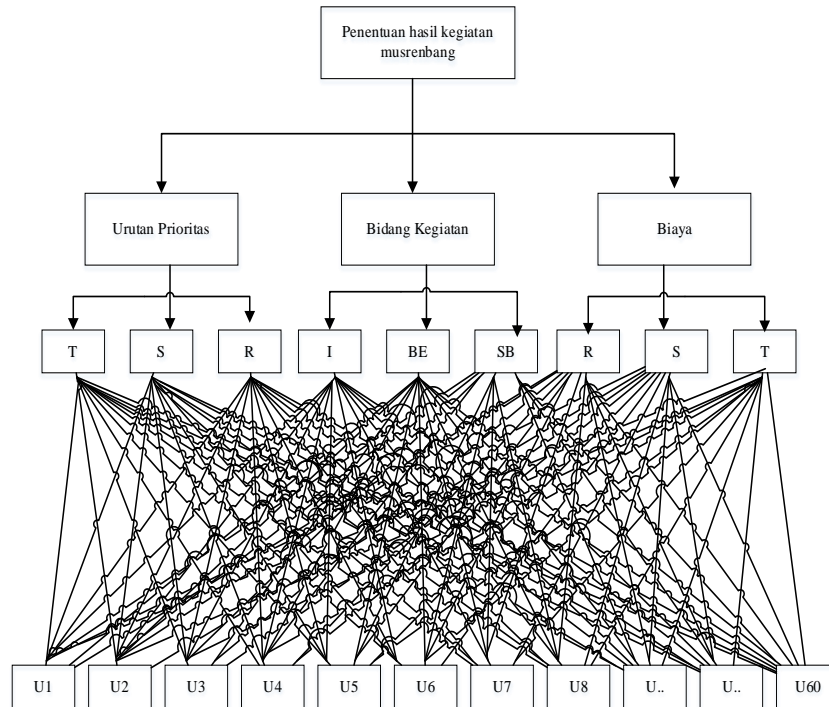 Penentuan hasil kegiatan
musrenbang
Urutan Prioritas
Bidang Kegiatan
Biaya
T
S
R
I
BE
SB
R
S
T
U1
U2
U3
U4
U5
U6
U7
U8
U..
U..
U60